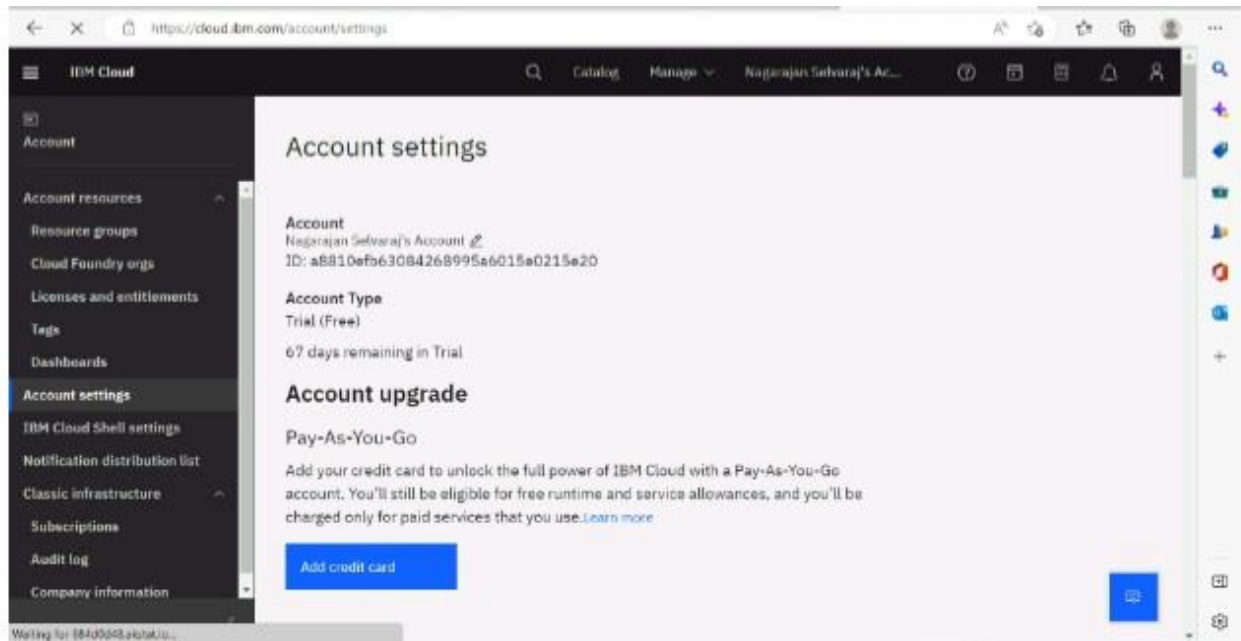 https://cloud.ibm.com/account/settings
IBM Cloud
Catalog
Manage
Nagarajan Selvaraj's Ac...
Account
Account resources
Resource groups
Cloud Foundry orgs
Licenses and entitlements
Tags
Dashboards
Account settings
IBM Cloud Shell settings
Notification distribution list
Classic infrastructure
Subscriptions
Audit log
Company information
Waiting for
Account settings
Account
Nagarajan Selvaraj's Account
ID: a8810efb63084268995a6015a0215e20
Account Type
Trial (Free)
67 days remaining in Trial
Account upgrade
Pay-As-You-Go
Add your credit card to unlock the full power of IBM Cloud with a Pay-As-You-Go
account. You'll still be eligible for free runtime and service allowances, and you'll be
charged only for paid services that you use. Learn more
Add credit card